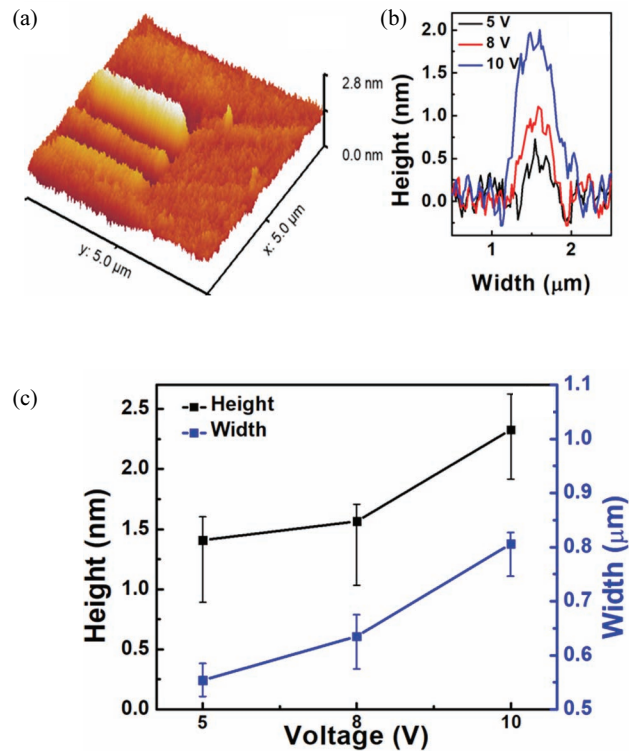 (a)
2.8 nm
0.0 nm
x: 5.0 µm
y: 5.0 µm
(b)
5 V
8 V
10 V
2.0
1.5
1.0
0.5
0.0
Height (nm)
1
2
Width (μm)
(c)
Height
Width
2.5
2.0
1.5
1.0
0.5
0.0
Height (nm)
1.1
1.0
0.9
0.8
0.7
0.6
0.5
Width (μm)
5
8
10
Voltage (V)